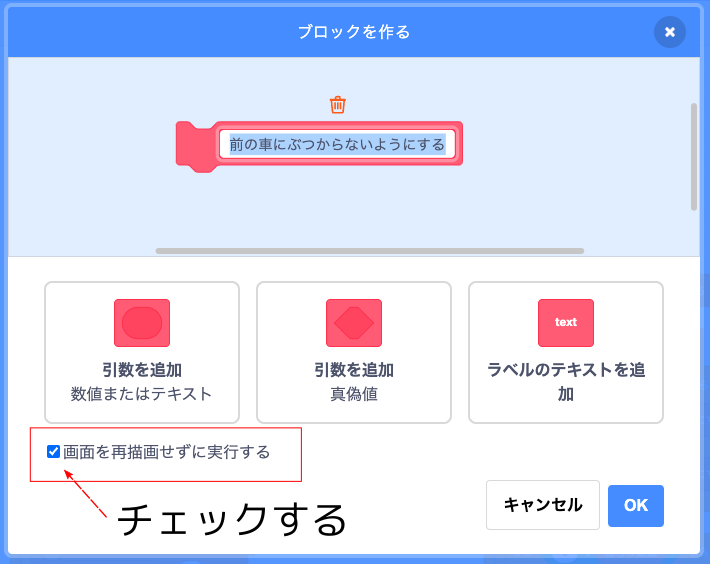 ブロックを作る
前の車にぶつからないようにする
引数を追加
数値またはテキスト
引数を追加
真偽値
text
ラベルのテキストを追
加
画面を再描画せずに実行する
チェックする
キャンセル
OK